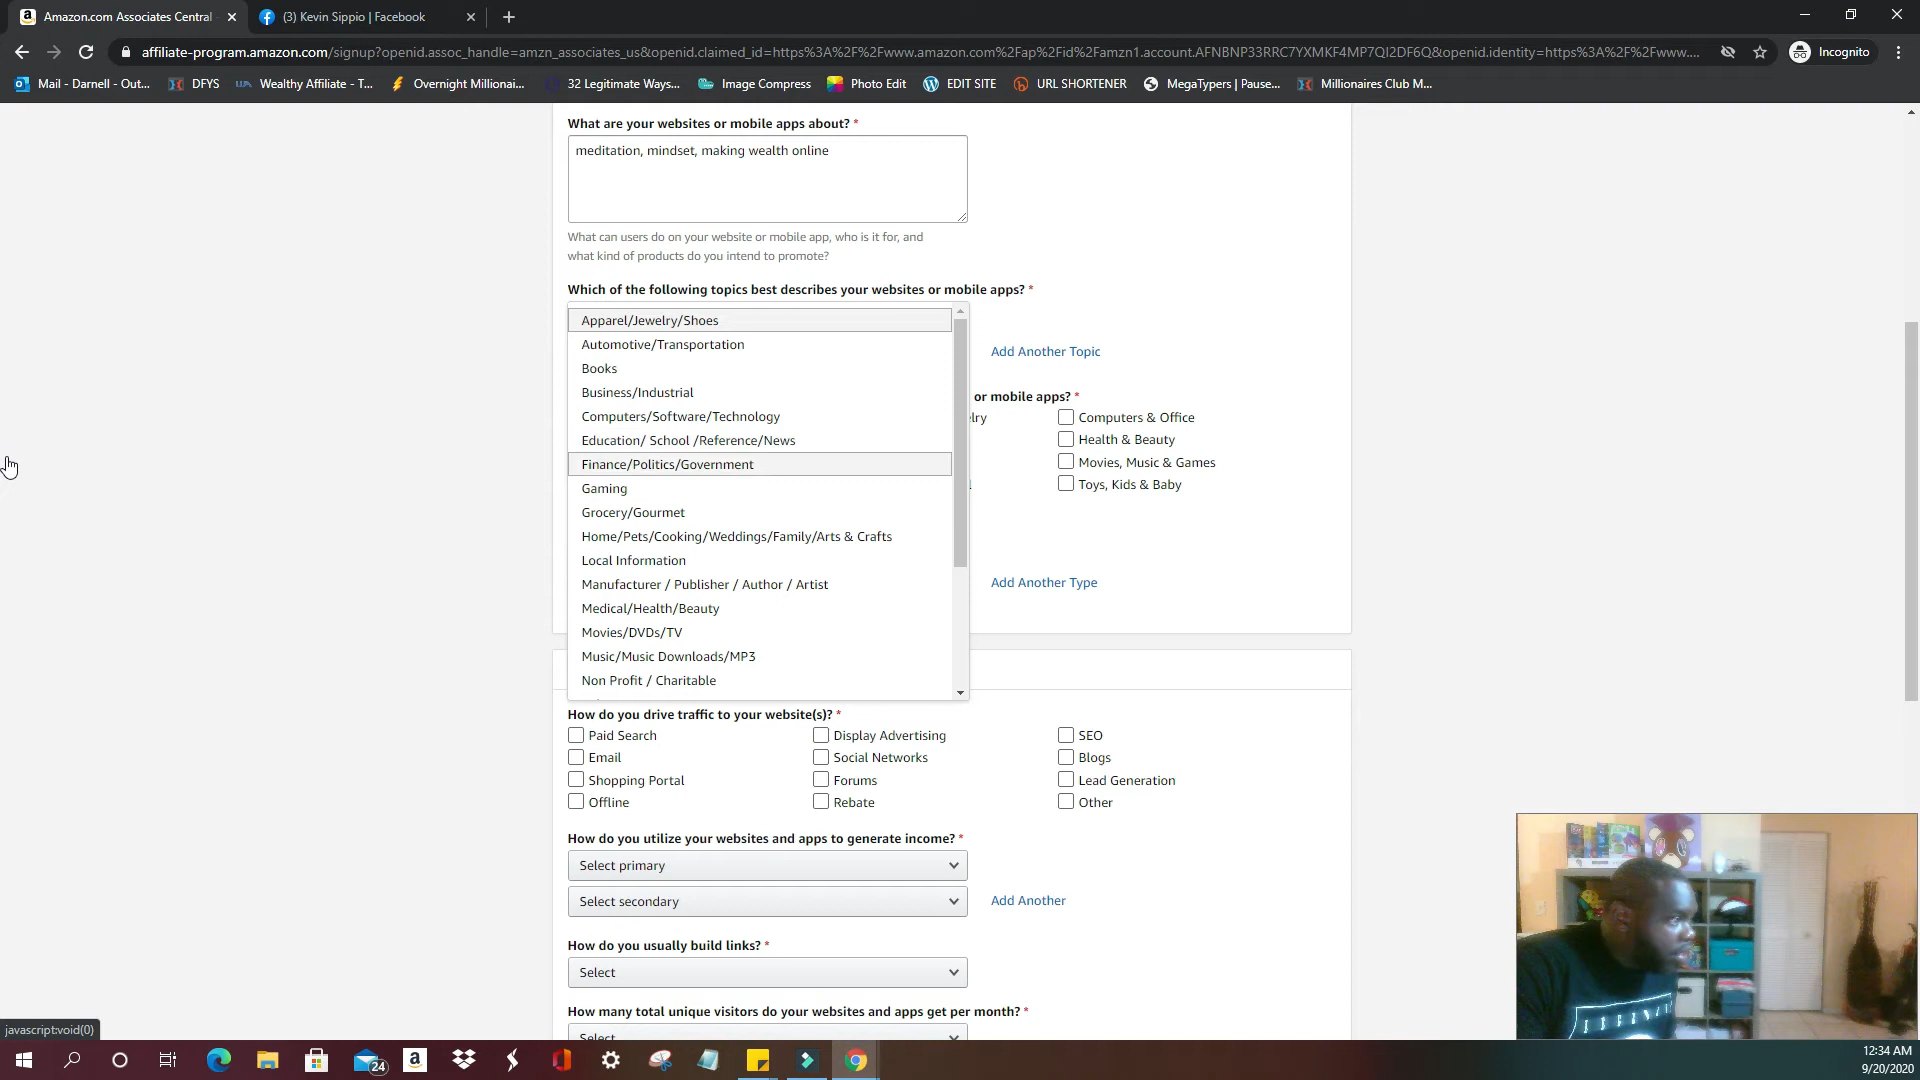 Amazon.com Associates Central
(3) Kevin Sippio | Facebook
affiliate-program.amazon.com/signup?openid.assoc_handle=amzn_associates_us&openid.claimed_id=https%3A%2F%2Fwww.amazon.com%2Fap%2Fid%2Famzn1.account.AFNBNP33RRC7YXMKF4MP7QI2DF6Q&openid.identity=https%3A%2F%2Fwww....
Incognito
Mail - Darnell - Out...
DFYS
Wealthy Affiliate - T...
Overnight Millionai...
32 Legitimate Ways...
Image Compress
Photo Edit
EDIT SITE
URL SHORTENER
MegaTypers | Pause...
Millionaires Club M...
What are your websites or mobile apps about? *
meditation, mindset, making wealth online
What can users do on your website or mobile app, who is it for, and
what kind of products do you intend to promote?
Which of the following topics best describes your websites or mobile apps? *
Apparel/Jewelry/Shoes
Automotive/Transportation
Books
Business/Industrial
Computers/Software/Technology
Education/ School /Reference/News
Finance/Politics/Government
Gaming
Grocery/Gourmet
Home/Pets/Cooking/Weddings/Family/Arts & Crafts
Local Information
Manufacturer / Publisher / Author / Artist
Medical/Health/Beauty
Movies/DVDs/TV
Music/Music Downloads/MP3
Non Profit / Charitable
Add Another Topic
or mobile apps? *
elry
Computers & Office
Health & Beauty
Movies, Music & Games
Toys, Kids & Baby
Add Another Type
How do you drive traffic to your website(s)? *
Paid Search
Display Advertising
SEO
Email
Social Networks
Blogs
Shopping Portal
Forums
Lead Generation
Offline
Rebate
Other
How do you utilize your websites and apps to generate income? *
Select primary
Select secondary
Add Another
How do you usually build links? *
Select
How many total unique visitors do your websites and apps get per month? *
Select
javascript:void(0)
24
12:34 AM
9/20/2020